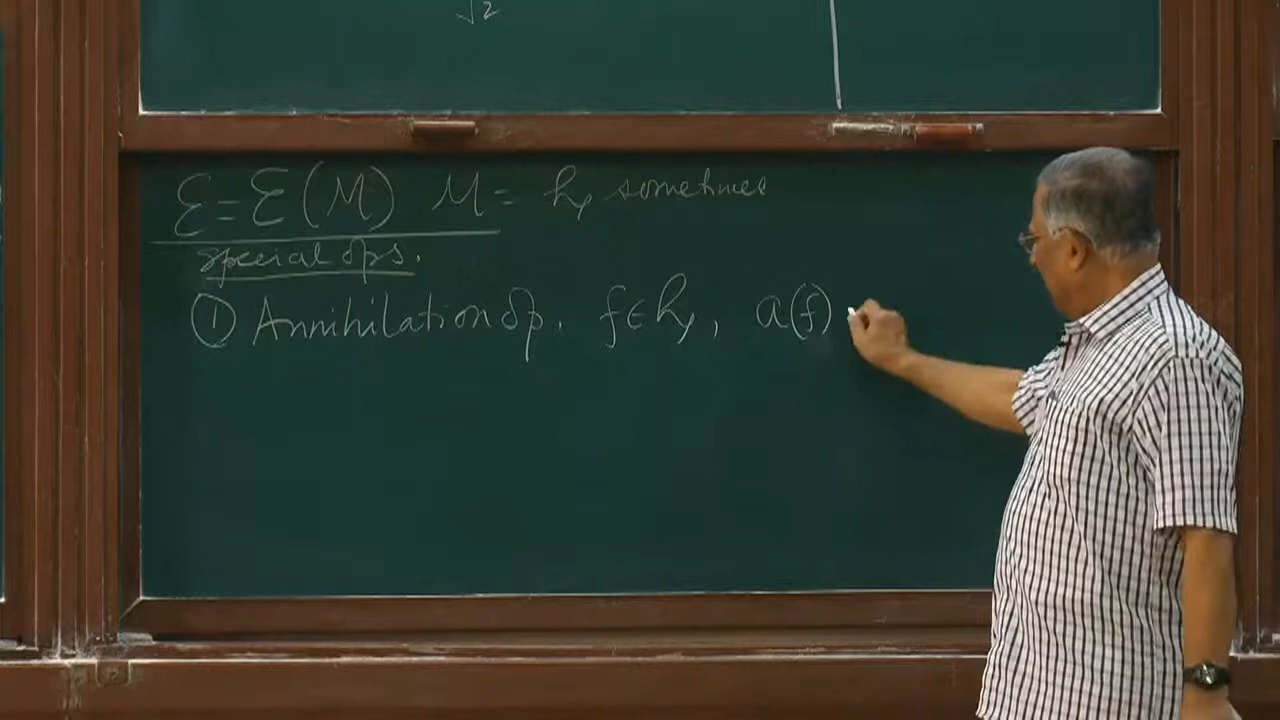 √2
ℰ = ℰ(M) M = h sometimes
special ops.
① Annihilation op. f ∈ h, a(f)